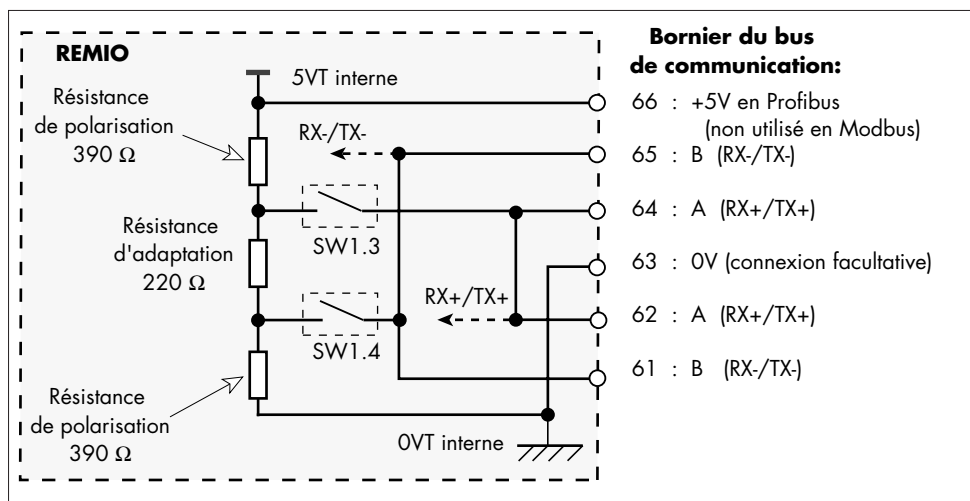 REMIO
5VT interne
Résistance
de polarisation
390 Ω
RX-/TX-
SW1.3
Résistance
d'adaptation
220 Ω
RX+/TX+
SW1.4
Résistance
de polarisation
390 Ω
0VT interne
Bornier du bus
de communication:
66 : +5V en Profibus
(non utilisé en Modbus)
65 : B (RX-/TX-)
64 : A (RX+/TX+)
63 : 0V (connexion facultative)
62 : A (RX+/TX+)
61 : B (RX-/TX-)